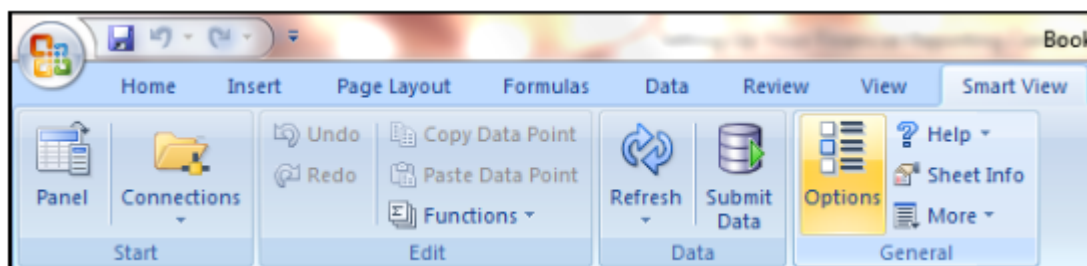 Book
Home Insert Page Layout Formulas Data Review View Smart View
Undo Copy Data Point Help
Redo Paste Data Point Sheet Info
Panel Connections Functions Refresh Submit Data Options More
Start Edit Data General